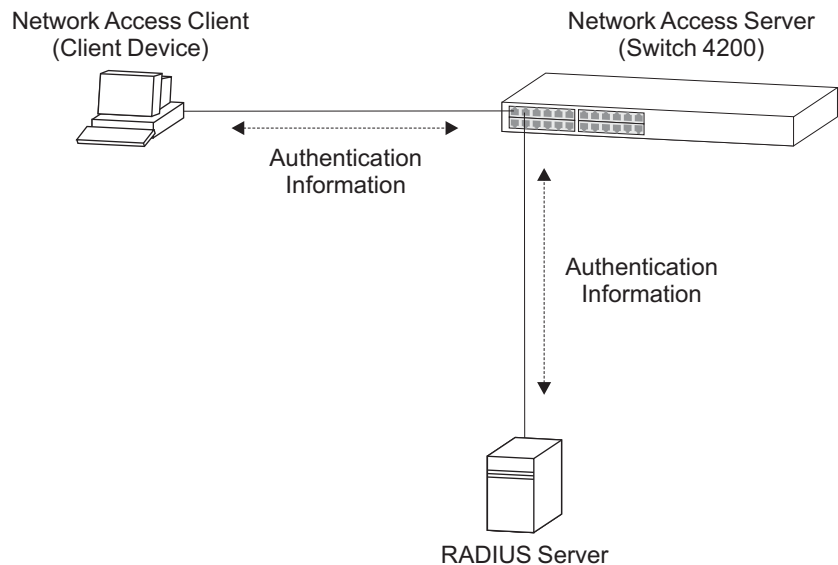 Network Access Client
(Client Device)
Network Access Server
(Switch 4200)
Authentication
Information
Authentication
Information
RADIUS Server